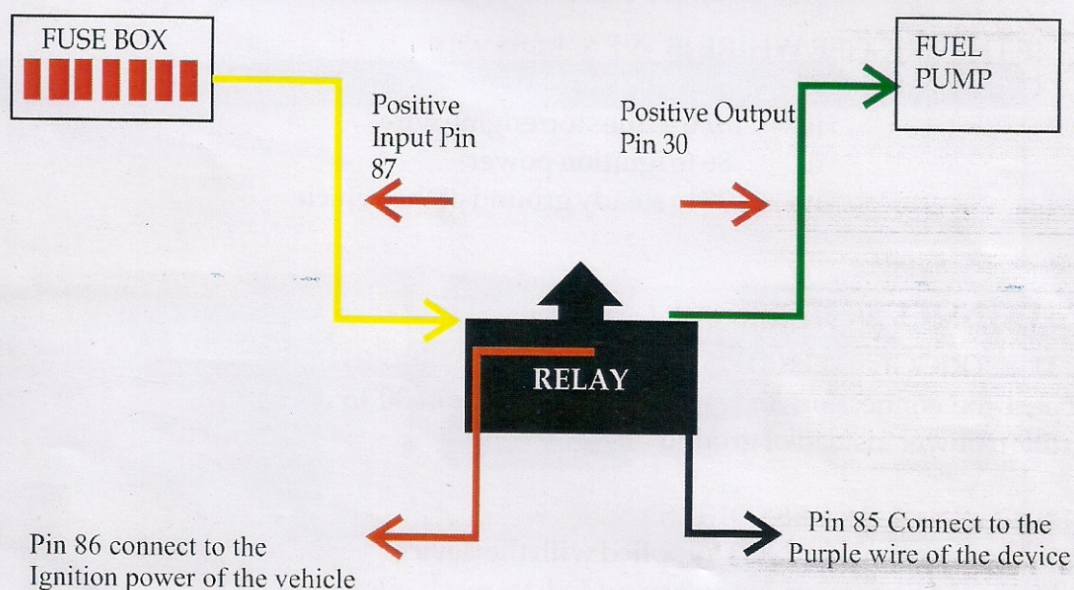 FUSE BOX
FUEL
PUMP
Positive
Input Pin
87
Positive Output
Pin 30
RELAY
Pin 86 connect to the
Ignition power of the vehicle
Pin 85 Connect to the
Purple wire of the device